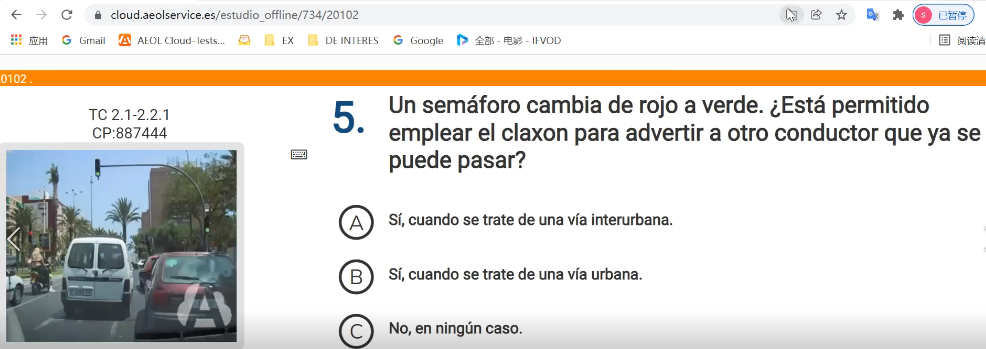 cloud.aeolservice.es/estudio_offline/734/20102
S 已暂停
应用 Gmail AEOL Cloud-Tests... EX DE INTERES Google 全部 - 电影 - IFVOD 阅读清
0102 .
TC 2.1-2.2.1
CP:887444
5. Un semáforo cambia de rojo a verde. ¿Está permitido
emplear el claxon para advertir a otro conductor que ya se
puede pasar?
A Sí, cuando se trate de una vía interurbana.
B Sí, cuando se trate de una vía urbana.
C No, en ningún caso.